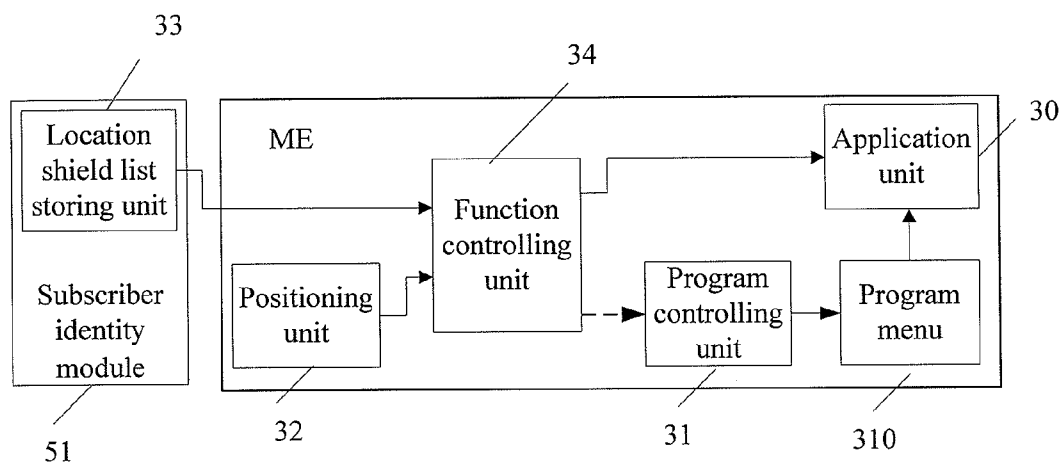 33
34
30
Location
shield list
storing unit
ME
Application
unit
Function
controlling
unit
Subscriber
identity
module
Positioning
unit
Program
controlling
unit
Program
menu
51
32
31
310